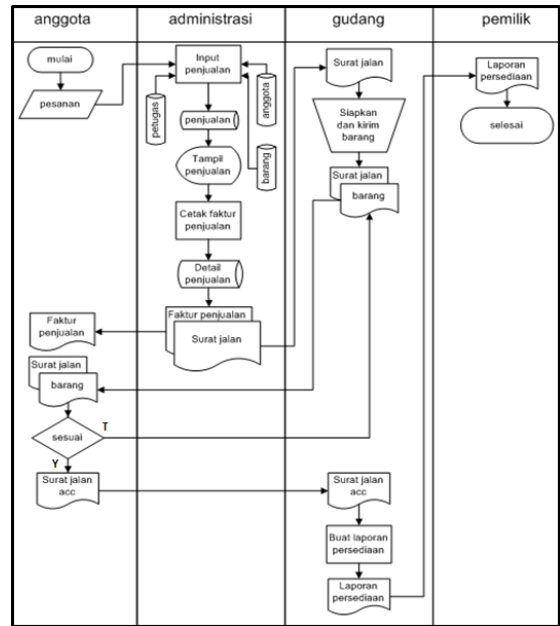 anggota
administrasi
gudang
pemilik
mulai
pesanan
Input
penjualan
petugas
anggota
penjualan
barang
Tampil
penjualan
Cetak faktur
penjualan
Detail
penjualan
Faktur penjualan
Surat jalan
Faktur
penjualan
Surat jalan
barang
sesuai
T
Y
Surat jalan
acc
Surat jalan
Siapkan
dan kirim
barang
Surat jalan
barang
Surat jalan
acc
Buat laporan
persediaan
Laporan
persediaan
Laporan
persediaan
selesai